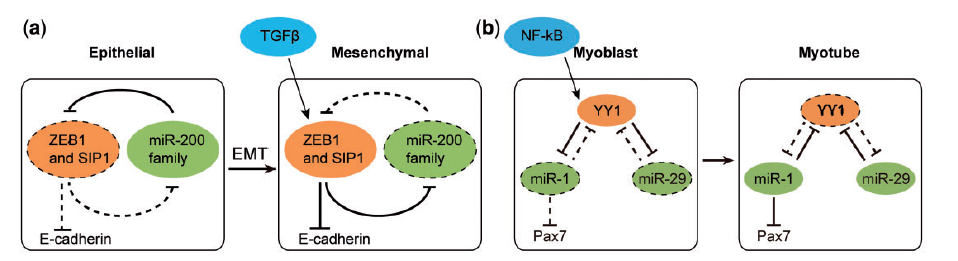 (a)
Epithelial
TGFβ
Mesenchymal
ZEB1
and SIP1
miR-200
family
E-cadherin
EMT
ZEB1
and SIP1
miR-200
family
E-cadherin
(b)
NF-kB
Myoblast
Myotube
YY1
miR-1
miR-29
Pax7
YY1
miR-1
miR-29
Pax7